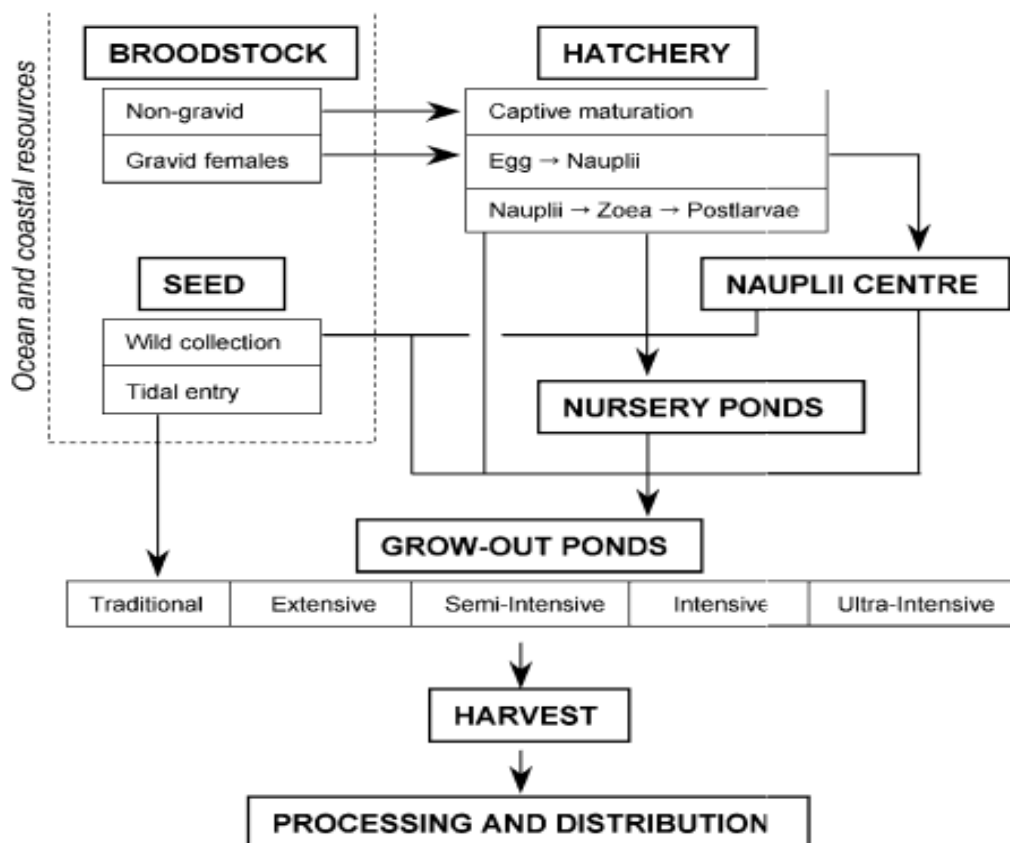 Ocean and coastal resources
BROODSTOCK
Non-gravid
Gravid females
HATCHERY
Captive maturation
Egg → Nauplii
Nauplii → Zoea → Postlarvae
SEED
Wild collection
Tidal entry
NAUPLII CENTRE
NURSERY PONDS
GROW-OUT PONDS
Traditional
Extensive
Semi-Intensive
Intensive
Ultra-Intensive
HARVEST
PROCESSING AND DISTRIBUTION